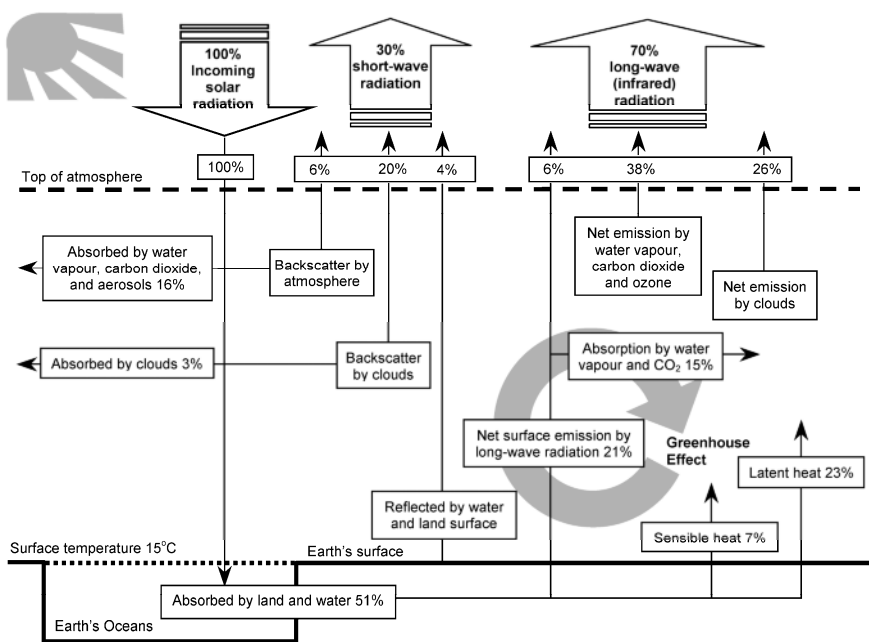 100%
Incoming
solar
radiation
30%
short-wave
radiation
70%
long-wave
(infrared)
radiation
100%
6%
20%
4%
6%
38%
26%
Top of atmosphere
Absorbed by water
vapour, carbon dioxide,
and aerosols 16%
Backscatter by
atmosphere
Net emission by
water vapour,
carbon dioxide
and ozone
Net emission
by clouds
Absorbed by clouds 3%
Backscatter
by clouds
Absorption by water
vapour and CO₂ 15%
Net surface emission by
long-wave radiation 21%
Greenhouse
Effect
Latent heat 23%
Reflected by water
and land surface
Sensible heat 7%
Surface temperature 15°C
Earth's surface
Absorbed by land and water 51%
Earth's Oceans